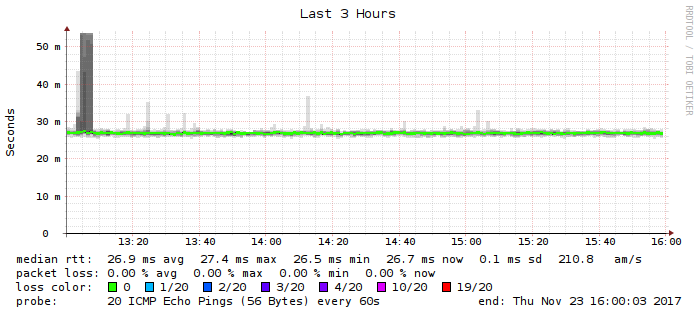 Last 3 Hours
RRDTOOL / TOBI OETIKER
Seconds
50 m
40 m
30 m
20 m
10 m
0
13:20 13:40 14:00 14:20 14:40 15:00 15:20 15:40 16:00
median rtt: 26.9 ms avg 27.4 ms max 26.5 ms min 26.7 ms now 0.1 ms sd 210.8 am/s
packet loss: 0.00 % avg 0.00 % max 0.00 % min 0.00 % now
loss color: 0 1/20 2/20 3/20 4/20 10/20 19/20
probe: 20 ICMP Echo Pings (56 Bytes) every 60s end: Thu Nov 23 16:00:03 2017